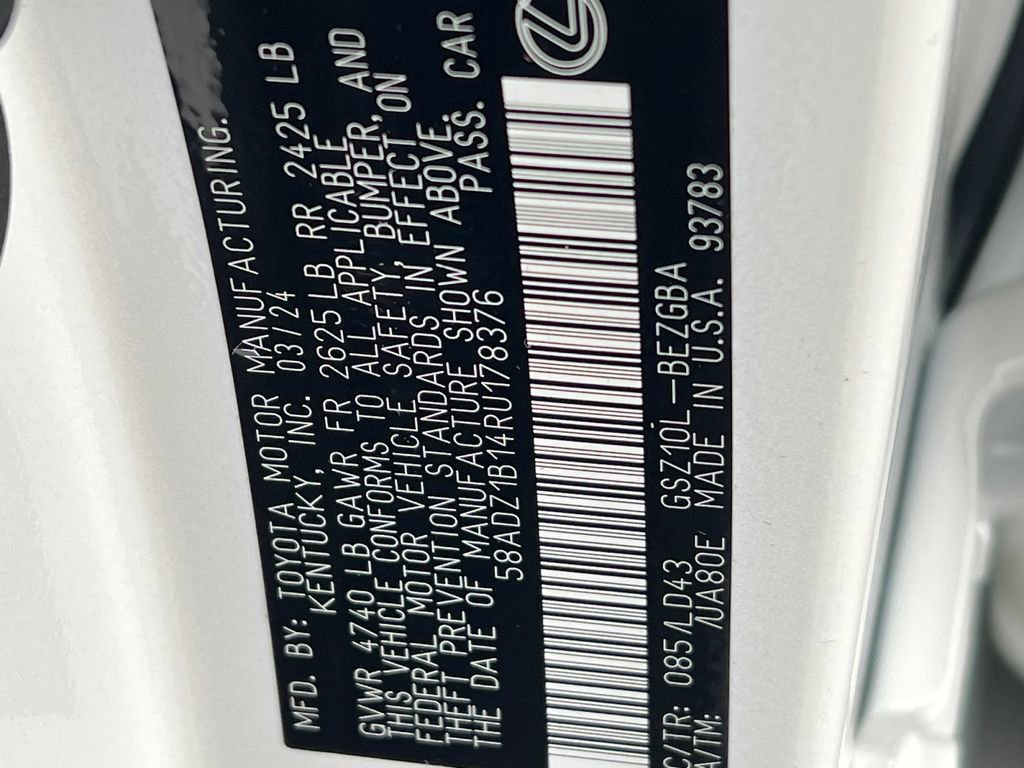 MFD. BY: TOYOTA MOTOR MANUFACTURING.
KENTUCKY, INC. 03/24
GVWR 4740 LB GAWR FR 2625 LB RR 2425 LB
THIS VEHICLE CONFORMS TO ALL APPLICABLE
FEDERAL MOTOR VEHICLE SAFETY, BUMPER, AND
THEFT PREVENTION STANDARDS IN EFFECT ON
THE DATE OF MANUFACTURE SHOWN ABOVE.
58ADZ1B14RU178376 PASS. CAR
C/TR: 085/LD43 GSZ10L-BEZGBA
A/TM: /UA80E MADE IN U.S.A. 93783